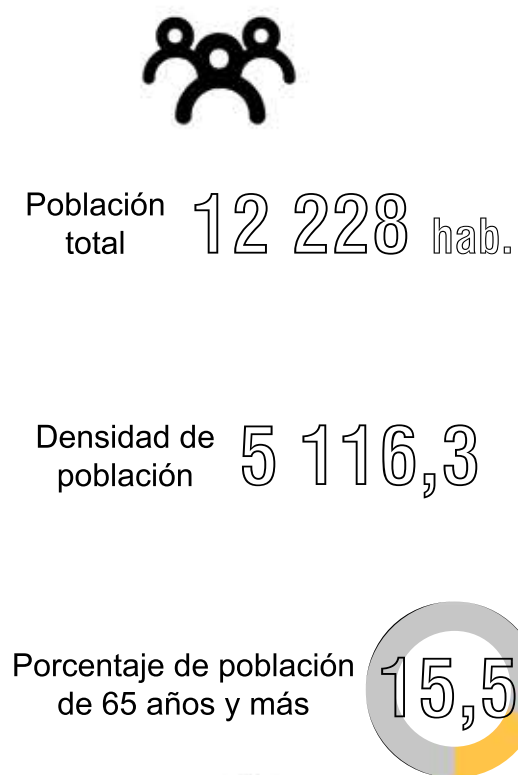 Población
total
12 228 hab.
Densidad de
población
5 116,3
Porcentaje de población
de 65 años y más
15,5